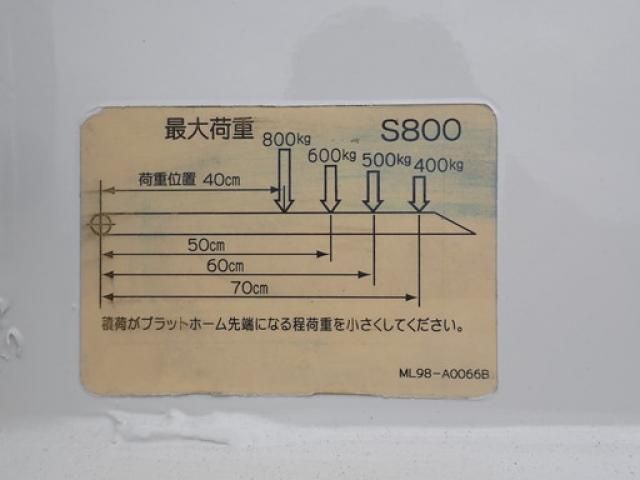 最大荷重 S800
800kg
600kg 500kg 400kg
荷重位置 40cm
50cm
60cm
70cm
積荷がプラットホーム先端になる程荷重を小さくしてください。
ML98-A0066B